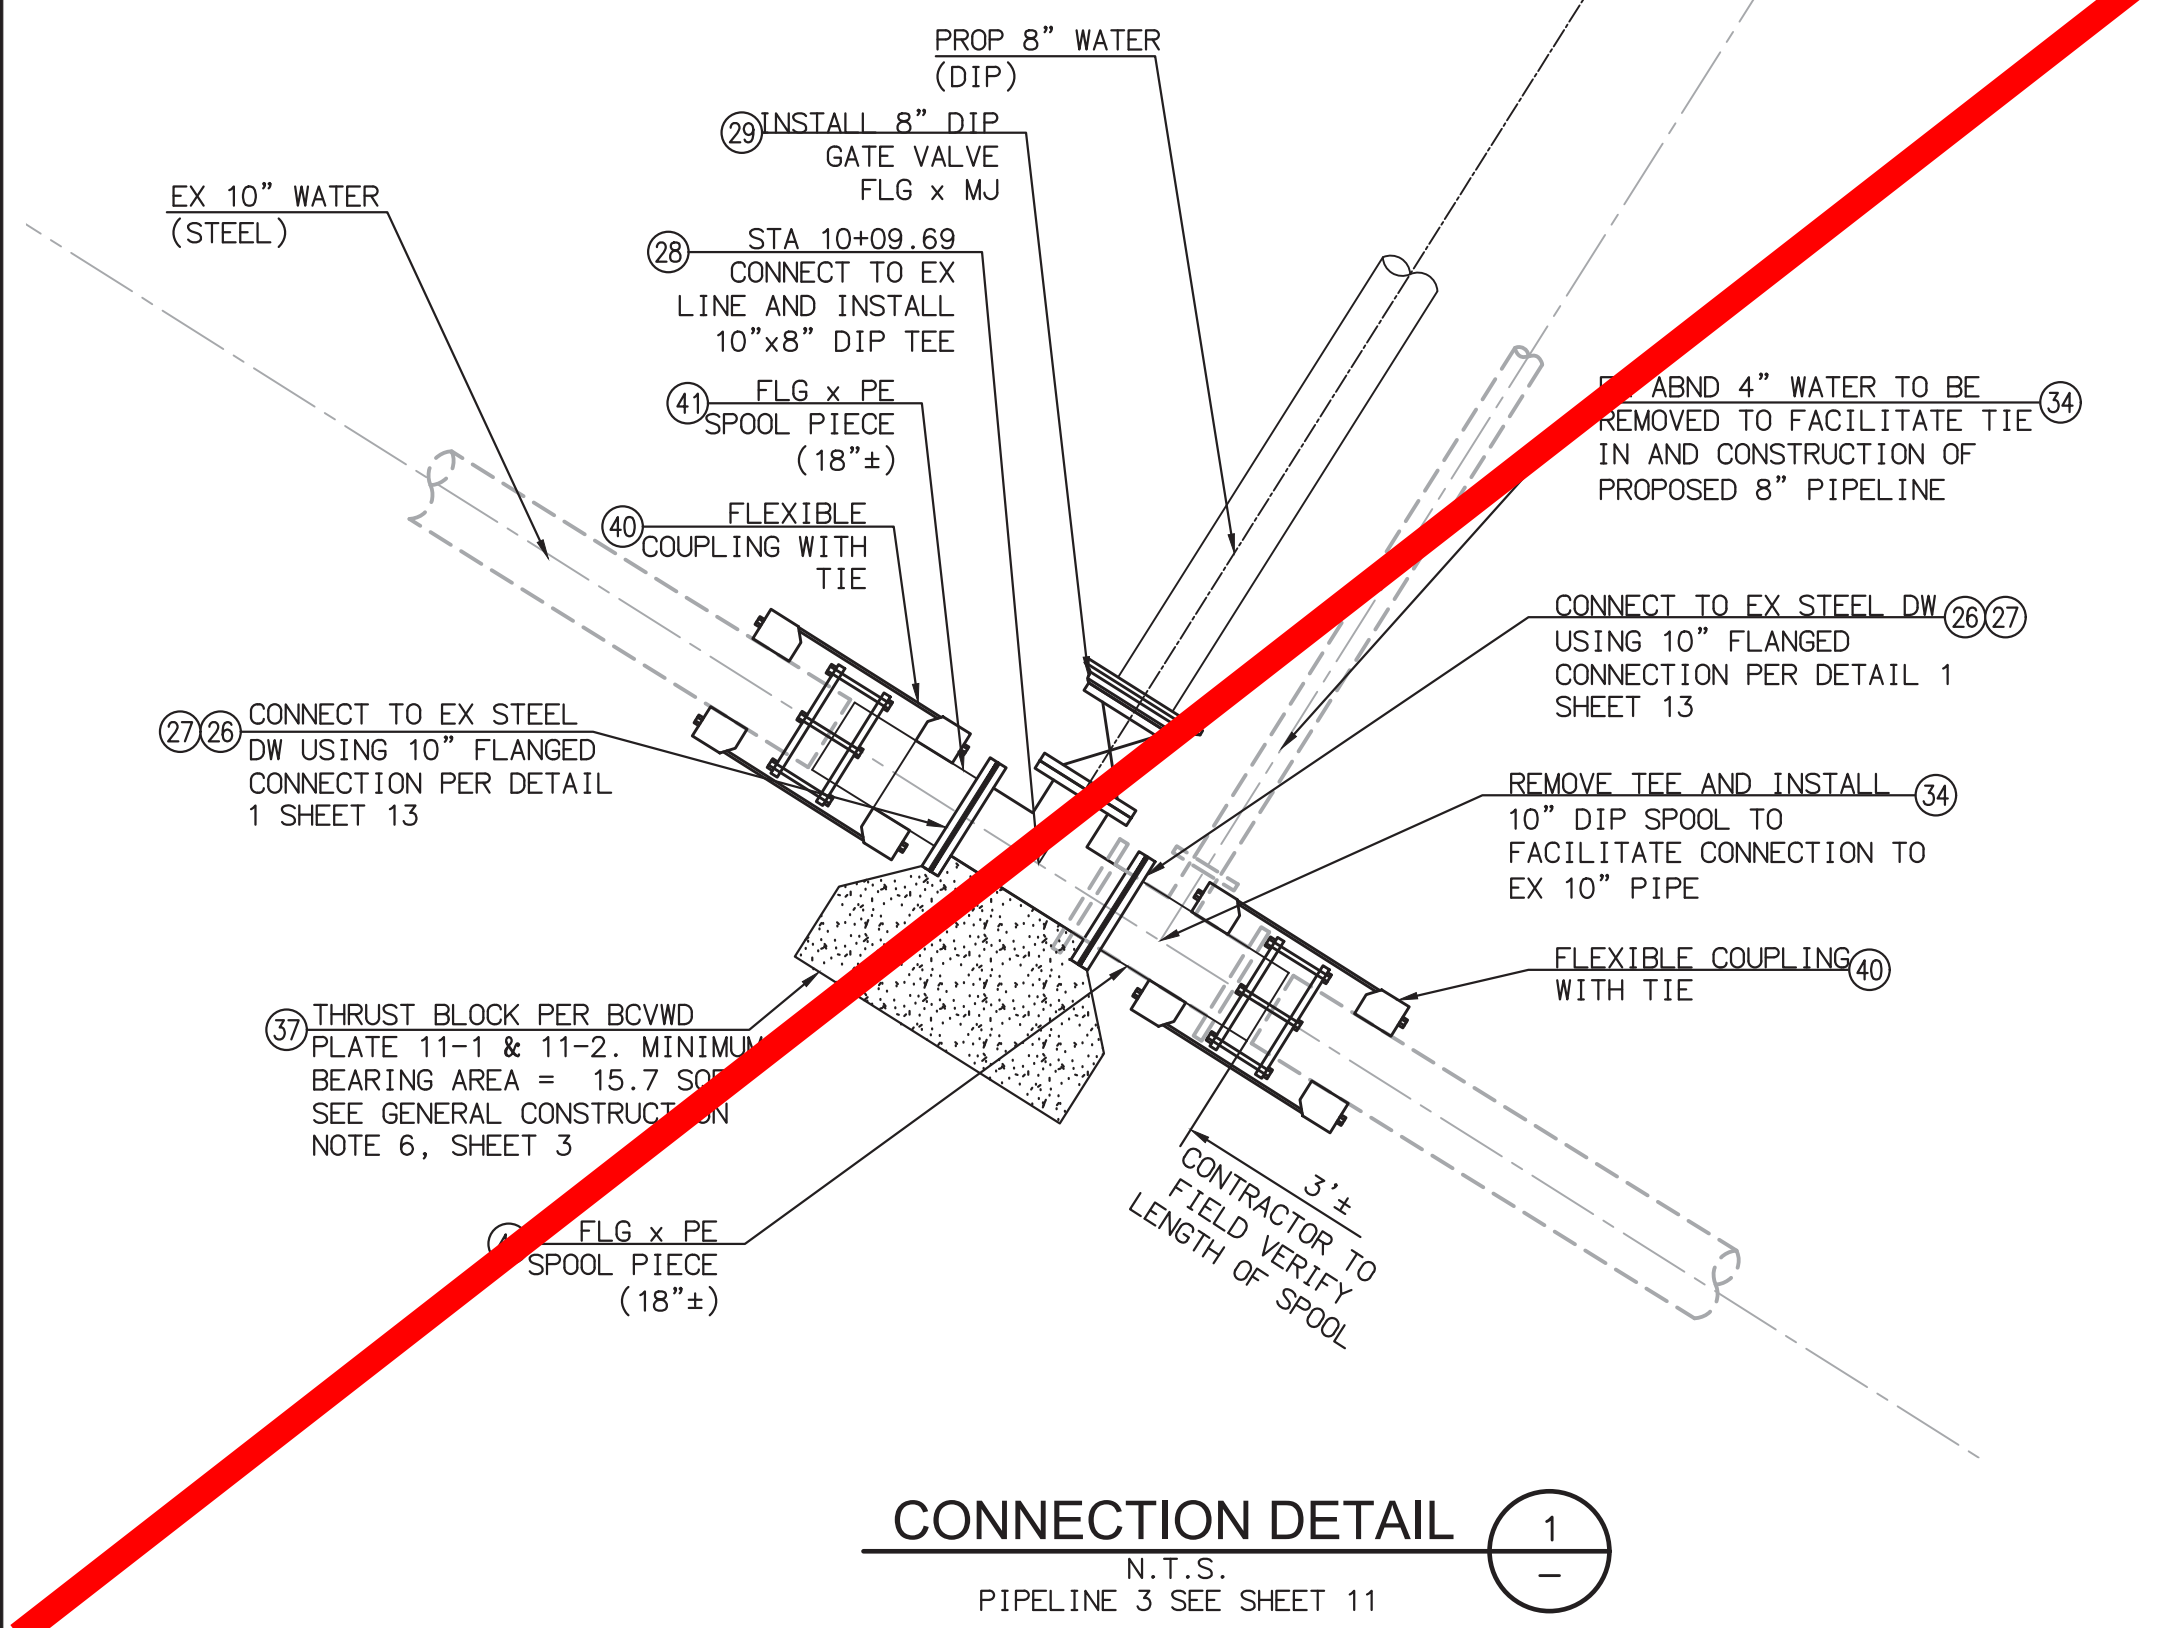 PROP 8” WATER
(DIP)
29 INSTALL 8” DIP
GATE VALVE
FLG x MJ
EX 10” WATER
(STEEL)
28 STA 10+09.69
CONNECT TO EX
LINE AND INSTALL
10”x8” DIP TEE
41 FLG x PE
SPOOL PIECE
(18”±)
40 FLEXIBLE
COUPLING WITH
TIE
ABND 4” WATER TO BE 34
REMOVED TO FACILITATE TIE
IN AND CONSTRUCTION OF
PROPOSED 8” PIPELINE
CONNECT TO EX STEEL DW 26 27
USING 10” FLANGED
CONNECTION PER DETAIL 1
SHEET 13
27 26 CONNECT TO EX STEEL
DW USING 10” FLANGED
CONNECTION PER DETAIL
1 SHEET 13
REMOVE TEE AND INSTALL 34
10” DIP SPOOL TO
FACILITATE CONNECTION TO
EX 10” PIPE
FLEXIBLE COUPLING 40
WITH TIE
37 THRUST BLOCK PER BCVWD
PLATE 11-1 & 11-2. MINIMUM
BEARING AREA = 15.7
SEE GENERAL CONSTRUCTION
NOTE 6, SHEET 3
FLG x PE
SPOOL PIECE
(18”±)
3'±
CONTRACTOR TO
FIELD VERIFY
LENGTH OF SPOOL
CONNECTION DETAIL 1
N.T.S. –
PIPELINE 3 SEE SHEET 11